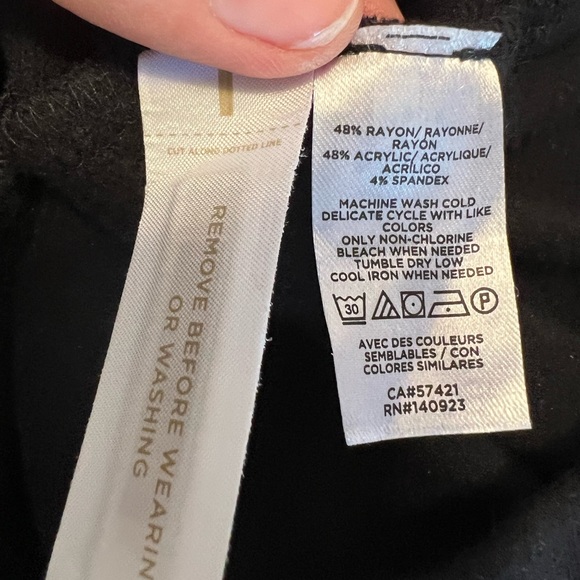 CUT ALONG DOTTED LINE
REMOVE BEFORE WEARIN
OR WASHING
48% RAYON/ RAYONNE/
RAYÓN
48% ACRYLIC/ ACRYLIQUE/
ACRÍLICO
4% SPANDEX
MACHINE WASH COLD
DELICATE CYCLE WITH LIKE
COLORS
ONLY NON-CHLORINE
BLEACH WHEN NEEDED
TUMBLE DRY LOW
COOL IRON WHEN NEEDED
30 P
AVEC DES COULEURS
SEMBLABLES / CON
COLORES SIMILARES
CA#57421
RN#140923